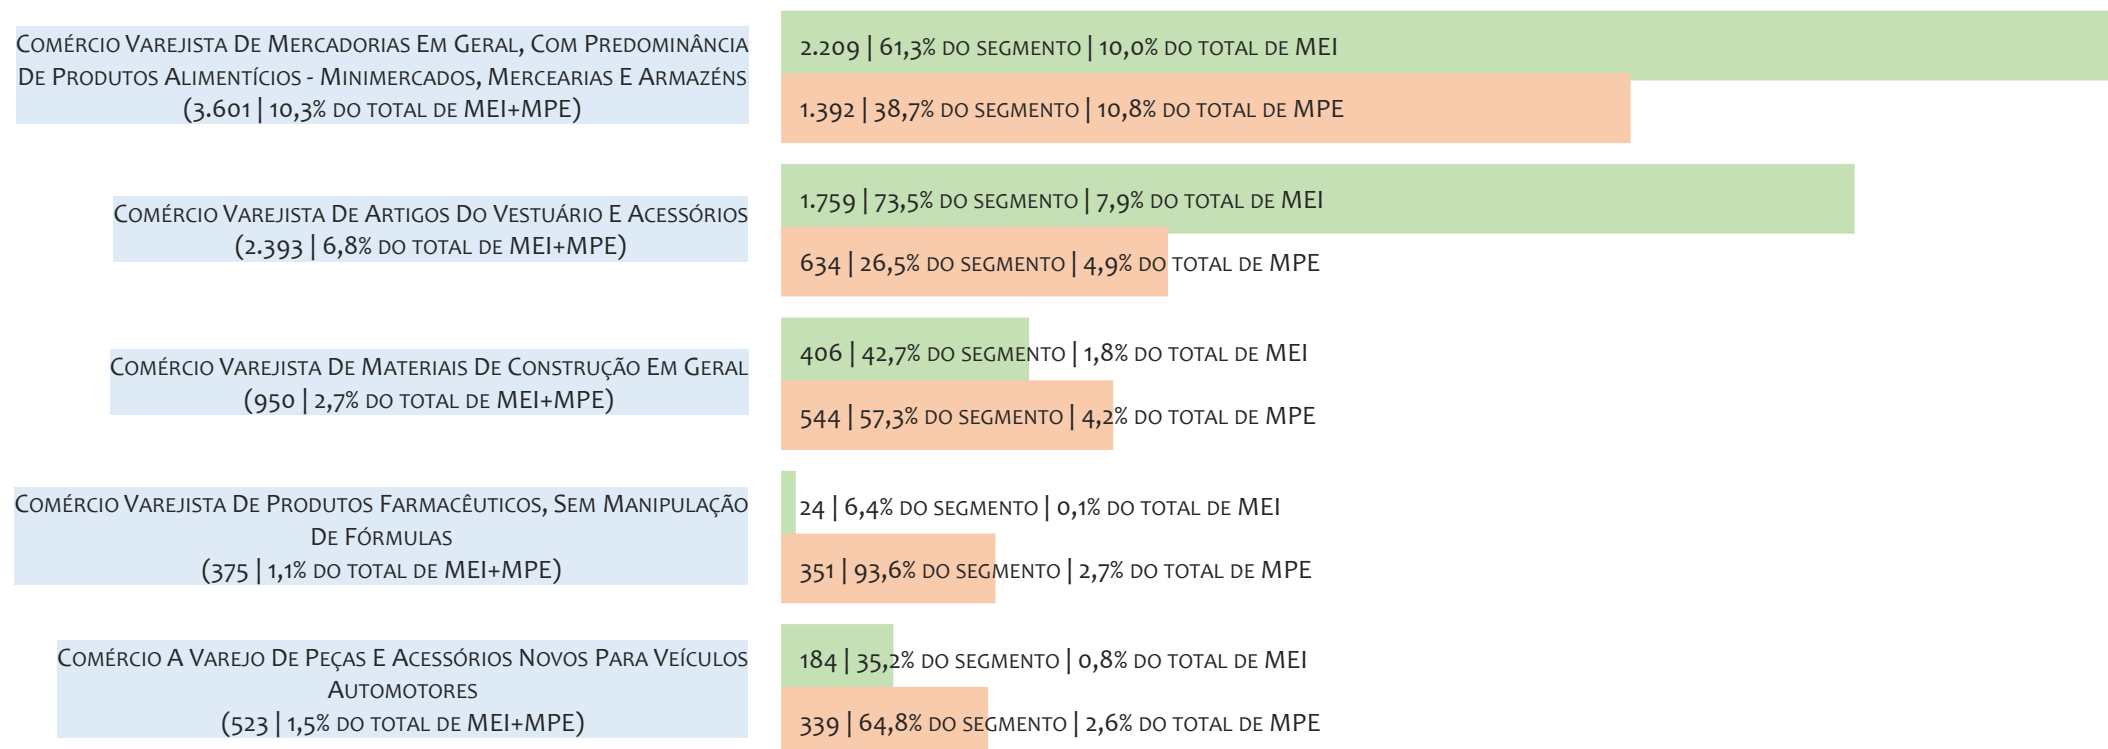 Comércio Varejista De Mercadorias Em Geral, Com Predominância
De Produtos Alimentícios - Minimercados, Mercearias E Armazéns
(3.601 | 10,3% do total de MEI+MPE)
2.209 | 61,3% do segmento | 10,0% do total de MEI
1.392 | 38,7% do segmento | 10,8% do total de MPE
Comércio Varejista De Artigos Do Vestuário E Acessórios
(2.393 | 6,8% do total de MEI+MPE)
1.759 | 73,5% do segmento | 7,9% do total de MEI
634 | 26,5% do segmento | 4,9% do total de MPE
Comércio Varejista De Materiais De Construção Em Geral
(950 | 2,7% do total de MEI+MPE)
406 | 42,7% do segmento | 1,8% do total de MEI
544 | 57,3% do segmento | 4,2% do total de MPE
Comércio Varejista De Produtos Farmacêuticos, Sem Manipulação
De Fórmulas
(375 | 1,1% do total de MEI+MPE)
24 | 6,4% do segmento | 0,1% do total de MEI
351 | 93,6% do segmento | 2,7% do total de MPE
Comércio A Varejo De Peças E Acessórios Novos Para Veículos
Automotores
(523 | 1,5% do total de MEI+MPE)
184 | 35,2% do segmento | 0,8% do total de MEI
339 | 64,8% do segmento | 2,6% do total de MPE